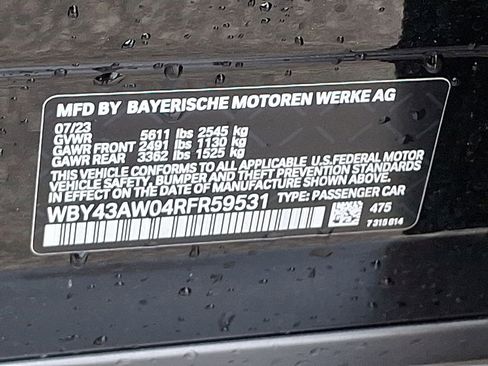 MFD BY BAYERISCHE MOTOREN WERKE AG
07/23
GVWR 5611 lbs 2545 kg
GAWR FRONT 2491 lbs 1130 kg
GAWR REAR 3362 lbs 1525 kg
THIS VEHICLE CONFORMS TO ALL APPLICABLE U.S.FEDERAL MOTOR
VEHICLE SAFETY, BUMPER AND THEFT PREVENTION STANDARDS
IN EFFECT ON THE DATE OF MANUFACTURE SHOWN ABOVE.
WBY43AW04RFR59531 TYPE: PASSENGER CAR
475
7 319 814